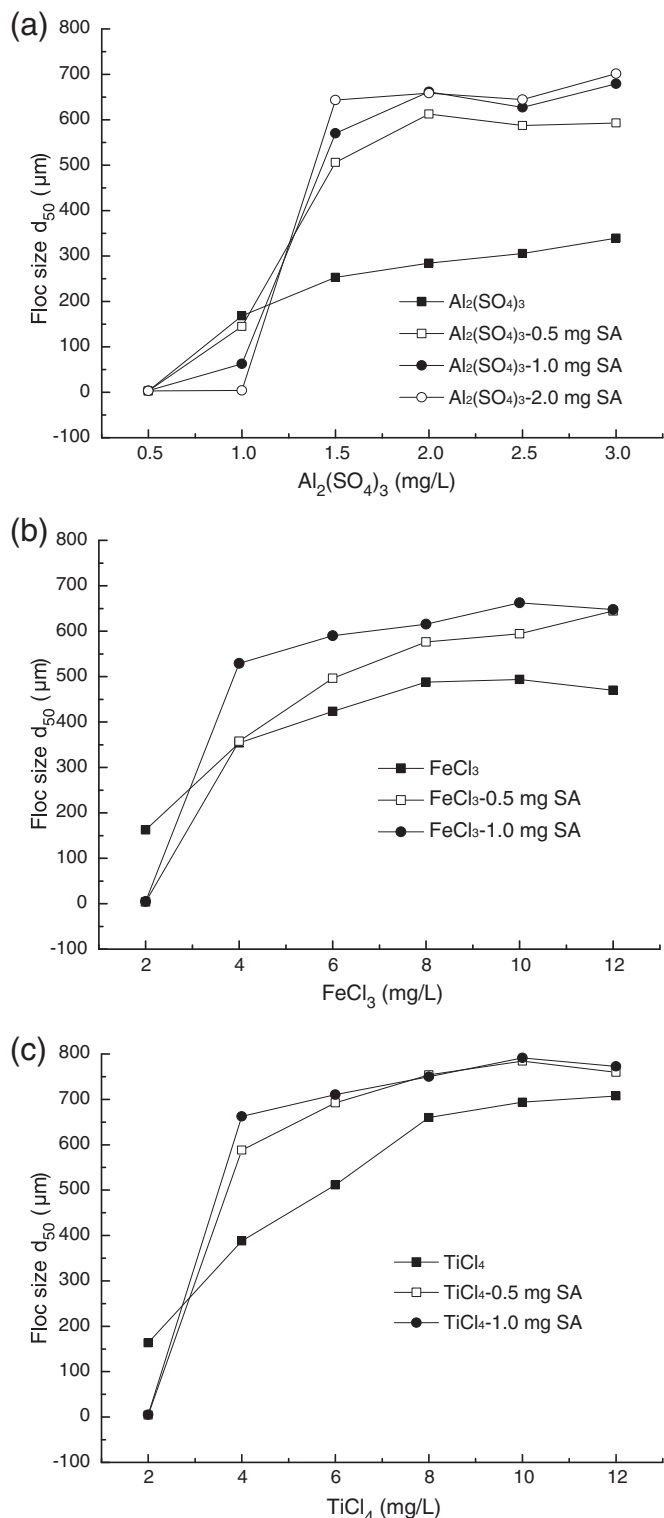 (a)
800
700
600
500
400
300
200
100
0
-100
Floc size d₅₀ (μm)
Al₂(SO₄)₃
Al₂(SO₄)₃-0.5 mg SA
Al₂(SO₄)₃-1.0 mg SA
Al₂(SO₄)₃-2.0 mg SA
0.5 1.0 1.5 2.0 2.5 3.0
Al₂(SO₄)₃ (mg/L)
(b)
800
700
600
500
400
300
200
100
0
-100
Floc size d₅₀ (μm)
FeCl₃
FeCl₃-0.5 mg SA
FeCl₃-1.0 mg SA
2 4 6 8 10 12
FeCl₃ (mg/L)
(c)
800
700
600
500
400
300
200
100
0
-100
Floc size d₅₀ (μm)
TiCl₄
TiCl₄-0.5 mg SA
TiCl₄-1.0 mg SA
2 4 6 8 10 12
TiCl₄ (mg/L)